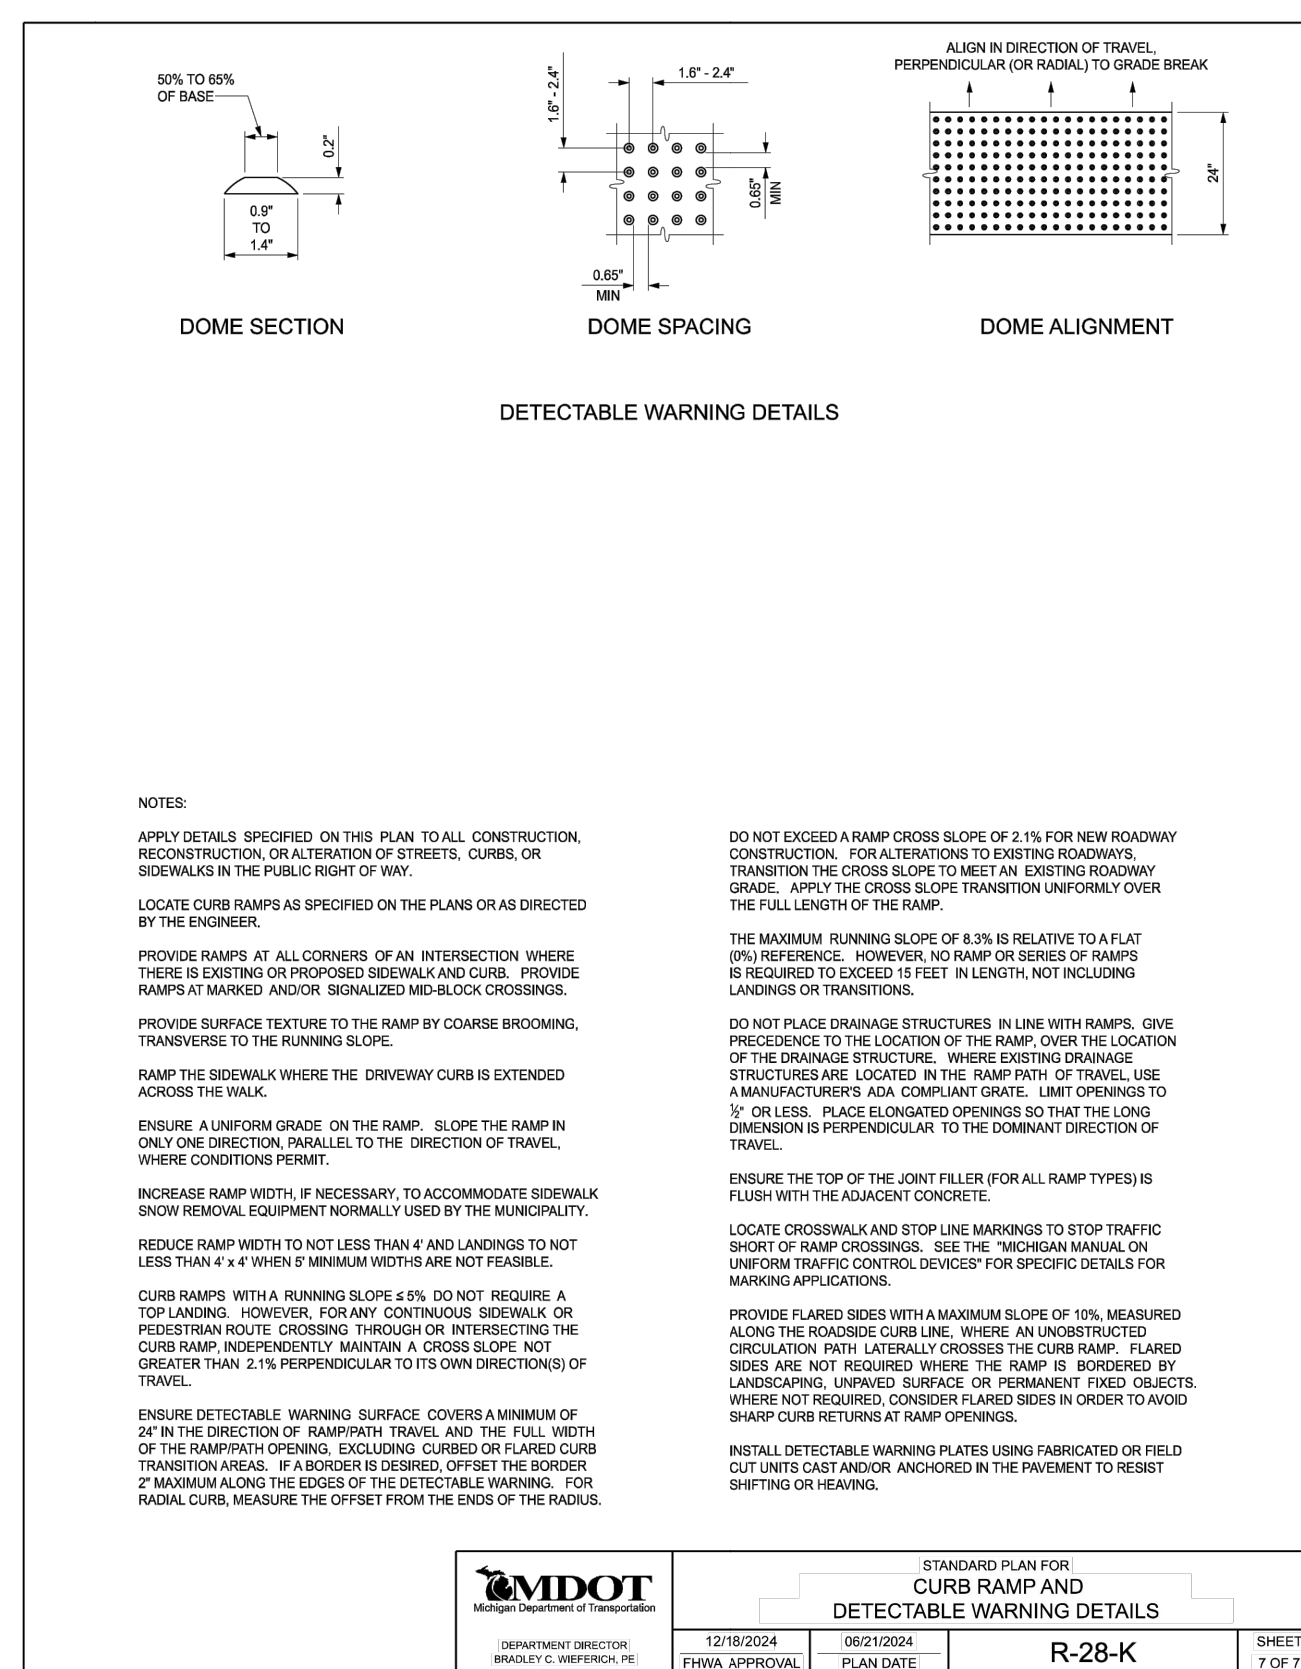 50% TO 65%
OF BASE
0.2"
0.9"
TO
1.4"
DOME SECTION
1.6" - 2.4"
1.6" - 2.4"
0.65"
MIN
0.65"
MIN
DOME SPACING
ALIGN IN DIRECTION OF TRAVEL,
PERPENDICULAR (OR RADIAL) TO GRADE BREAK
24"
DOME ALIGNMENT
DETECTABLE WARNING DETAILS
NOTES:
APPLY DETAILS SPECIFIED ON THIS PLAN TO ALL CONSTRUCTION,
RECONSTRUCTION, OR ALTERATION OF STREETS, CURBS, OR
SIDEWALKS IN THE PUBLIC RIGHT OF WAY.
LOCATE CURB RAMPS AS SPECIFIED ON THE PLANS OR AS DIRECTED
BY THE ENGINEER.
PROVIDE RAMPS AT ALL CORNERS OF AN INTERSECTION WHERE
THERE IS EXISTING OR PROPOSED SIDEWALK AND CURB. PROVIDE
RAMPS AT MARKED AND/OR SIGNALIZED MID-BLOCK CROSSINGS.
PROVIDE SURFACE TEXTURE TO THE RAMP BY COARSE BROOMING,
TRANSVERSE TO THE RUNNING SLOPE.
RAMP THE SIDEWALK WHERE THE DRIVEWAY CURB IS EXTENDED
ACROSS THE WALK.
ENSURE A UNIFORM GRADE ON THE RAMP. SLOPE THE RAMP IN
ONLY ONE DIRECTION, PARALLEL TO THE DIRECTION OF TRAVEL,
WHERE CONDITIONS PERMIT.
INCREASE RAMP WIDTH, IF NECESSARY, TO ACCOMMODATE SIDEWALK
SNOW REMOVAL EQUIPMENT NORMALLY USED BY THE MUNICIPALITY.
REDUCE RAMP WIDTH TO NOT LESS THAN 4' AND LANDINGS TO NOT
LESS THAN 4' x 4' WHEN 5' MINIMUM WIDTHS ARE NOT FEASIBLE.
CURB RAMPS WITH A RUNNING SLOPE ≤ 5% DO NOT REQUIRE A
TOP LANDING. HOWEVER, FOR ANY CONTINUOUS SIDEWALK OR
PEDESTRIAN ROUTE CROSSING THROUGH OR INTERSECTING THE
CURB RAMP, INDEPENDENTLY MAINTAIN A CROSS SLOPE NOT
GREATER THAN 2.1% PERPENDICULAR TO ITS OWN DIRECTION(S) OF
TRAVEL.
ENSURE DETECTABLE WARNING SURFACE COVERS A MINIMUM OF
24" IN THE DIRECTION OF RAMP/PATH TRAVEL AND THE FULL WIDTH
OF THE RAMP/PATH OPENING, EXCLUDING CURBED OR FLARED CURB
TRANSITION AREAS. IF A BORDER IS DESIRED, OFFSET THE BORDER
2" MAXIMUM ALONG THE EDGES OF THE DETECTABLE WARNING. FOR
RADIAL CURB, MEASURE THE OFFSET FROM THE ENDS OF THE RADIUS.
DO NOT EXCEED A RAMP CROSS SLOPE OF 2.1% FOR NEW ROADWAY
CONSTRUCTION. FOR ALTERATIONS TO EXISTING ROADWAYS,
TRANSITION THE CROSS SLOPE TO MEET AN EXISTING ROADWAY
GRADE. APPLY THE CROSS SLOPE TRANSITION UNIFORMLY OVER
THE FULL LENGTH OF THE RAMP.
THE MAXIMUM RUNNING SLOPE OF 8.3% IS RELATIVE TO A FLAT
(0%) REFERENCE. HOWEVER, NO RAMP OR SERIES OF RAMPS
IS REQUIRED TO EXCEED 15 FEET IN LENGTH, NOT INCLUDING
LANDINGS OR TRANSITIONS.
DO NOT PLACE DRAINAGE STRUCTURES IN LINE WITH RAMPS. GIVE
PRECEDENCE TO THE LOCATION OF THE RAMP, OVER THE LOCATION
OF THE DRAINAGE STRUCTURE. WHERE EXISTING DRAINAGE
STRUCTURES ARE LOCATED IN THE RAMP PATH OF TRAVEL, USE
A MANUFACTURER'S ADA COMPLIANT GRATE. LIMIT OPENINGS TO
½" OR LESS. PLACE ELONGATED OPENINGS SO THAT THE LONG
DIMENSION IS PERPENDICULAR TO THE DOMINANT DIRECTION OF
TRAVEL.
ENSURE THE TOP OF THE JOINT FILLER (FOR ALL RAMP TYPES) IS
FLUSH WITH THE ADJACENT CONCRETE.
LOCATE CROSSWALK AND STOP LINE MARKINGS TO STOP TRAFFIC
SHORT OF RAMP CROSSINGS. SEE THE "MICHIGAN MANUAL ON
UNIFORM TRAFFIC CONTROL DEVICES" FOR SPECIFIC DETAILS FOR
MARKING APPLICATIONS.
PROVIDE FLARED SIDES WITH A MAXIMUM SLOPE OF 10%, MEASURED
ALONG THE ROADSIDE CURB LINE, WHERE AN UNOBSTRUCTED
CIRCULATION PATH LATERALLY CROSSES THE CURB RAMP. FLARED
SIDES ARE NOT REQUIRED WHERE THE RAMP IS BORDERED BY
LANDSCAPING, UNPAVED SURFACE OR PERMANENT FIXED OBJECTS.
WHERE NOT REQUIRED, CONSIDER FLARED SIDES IN ORDER TO AVOID
SHARP CURB RETURNS AT RAMP OPENINGS.
INSTALL DETECTABLE WARNING PLATES USING FABRICATED OR FIELD
CUT UNITS CAST AND/OR ANCHORED IN THE PAVEMENT TO RESIST
SHIFTING OR HEAVING.
MDOT
Michigan Department of Transportation
DEPARTMENT DIRECTOR
BRADLEY C. WIEFERICH, PE
STANDARD PLAN FOR
CURB RAMP AND
DETECTABLE WARNING DETAILS
12/18/2024
FHWA APPROVAL
06/21/2024
PLAN DATE
R-28-K
SHEET
7 OF 7